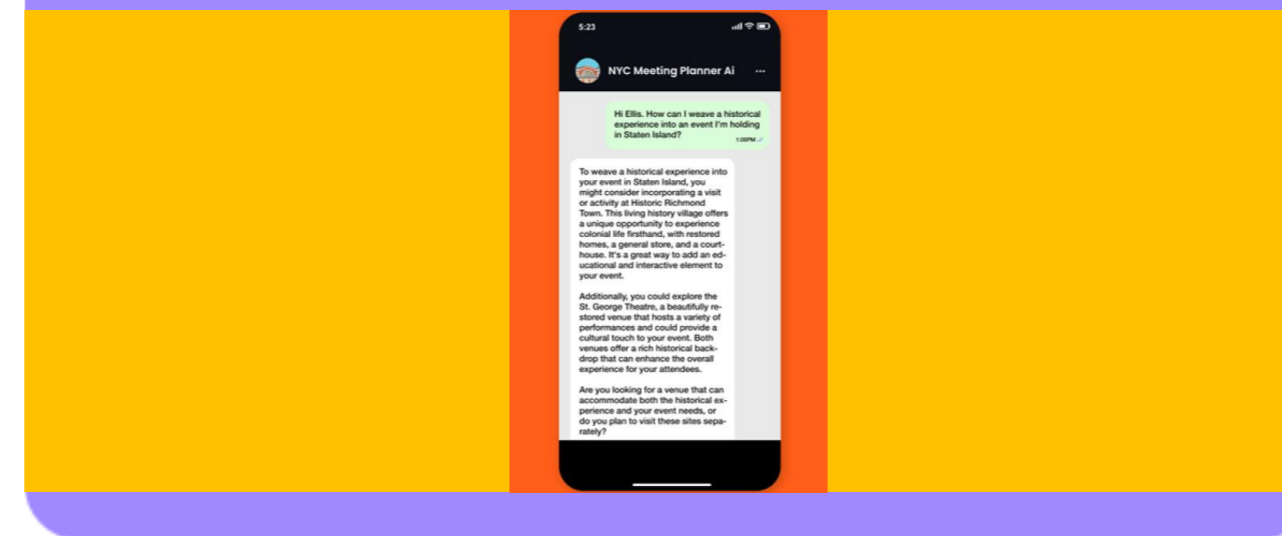 5:23
NYC Meeting Planner Ai
Hi Ellis. How can I weave a historical
experience into an event I'm holding
in Staten Island?
1:00PM
To weave a historical experience into
your event in Staten Island, you
might consider incorporating a visit
or activity at Historic Richmond
Town. This living history village offers
a unique opportunity to experience
colonial life firsthand, with restored
homes, a general store, and a court-
house. It's a great way to add an ed-
ucational and interactive element to
your event.
Additionally, you could explore the
St. George Theatre, a beautifully re-
stored venue that hosts a variety of
performances and could provide a
cultural touch to your event. Both
venues offer a rich historical back-
drop that can enhance the overall
experience for your attendees.
Are you looking for a venue that can
accommodate both the historical ex-
perience and your event needs, or
do you plan to visit these sites sepa-
rately?